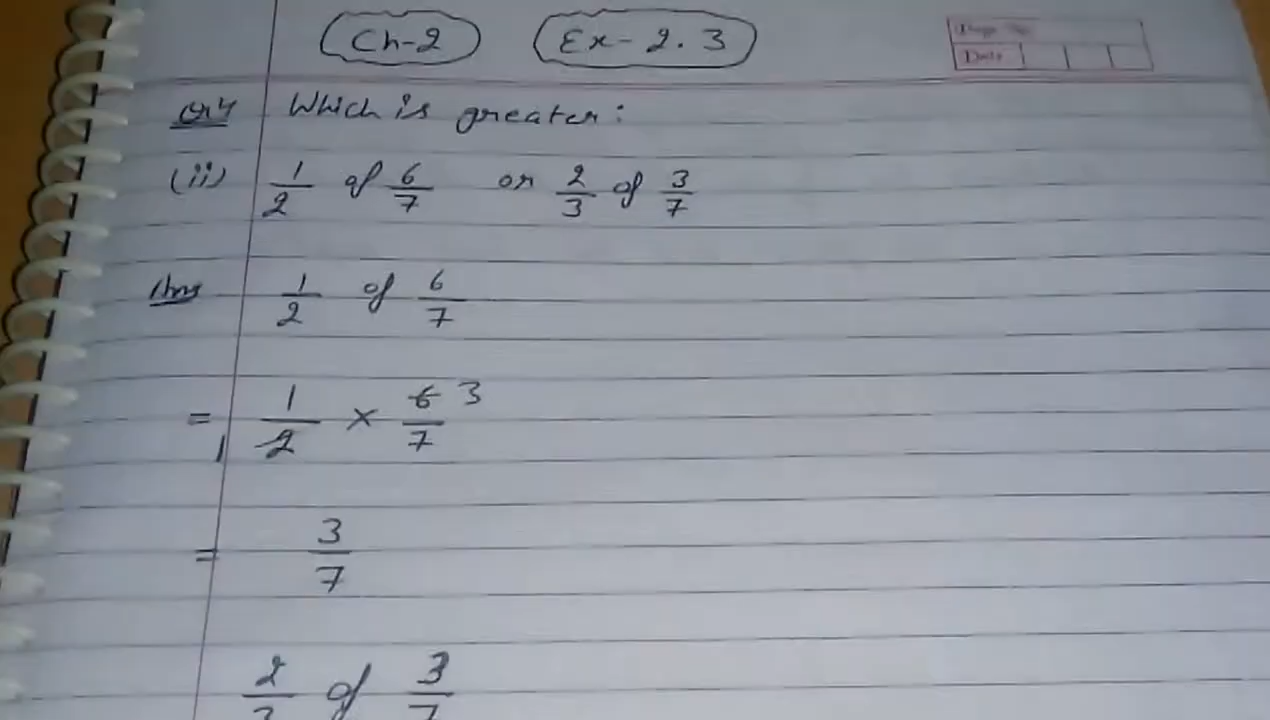 Ch-2 Ex-2.3
Date
Qn4 Which is greater:
(ii) 1/2 of 6/7 or 2/3 of 3/7
Ans 1/2 of 6/7
= 1/2 × 6/7 3
1
= 3/7
2/3 of 3/7